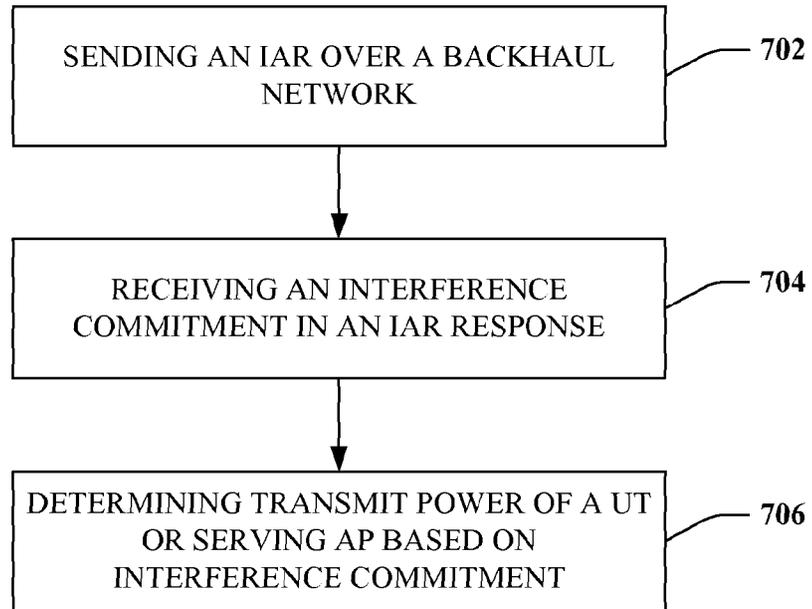 SENDING AN IAR OVER A BACKHAUL
NETWORK
702
RECEIVING AN INTERFERENCE
COMMITMENT IN AN IAR RESPONSE
704
DETERMINING TRANSMIT POWER OF A UT
OR SERVING AP BASED ON
INTERFERENCE COMMITMENT
706